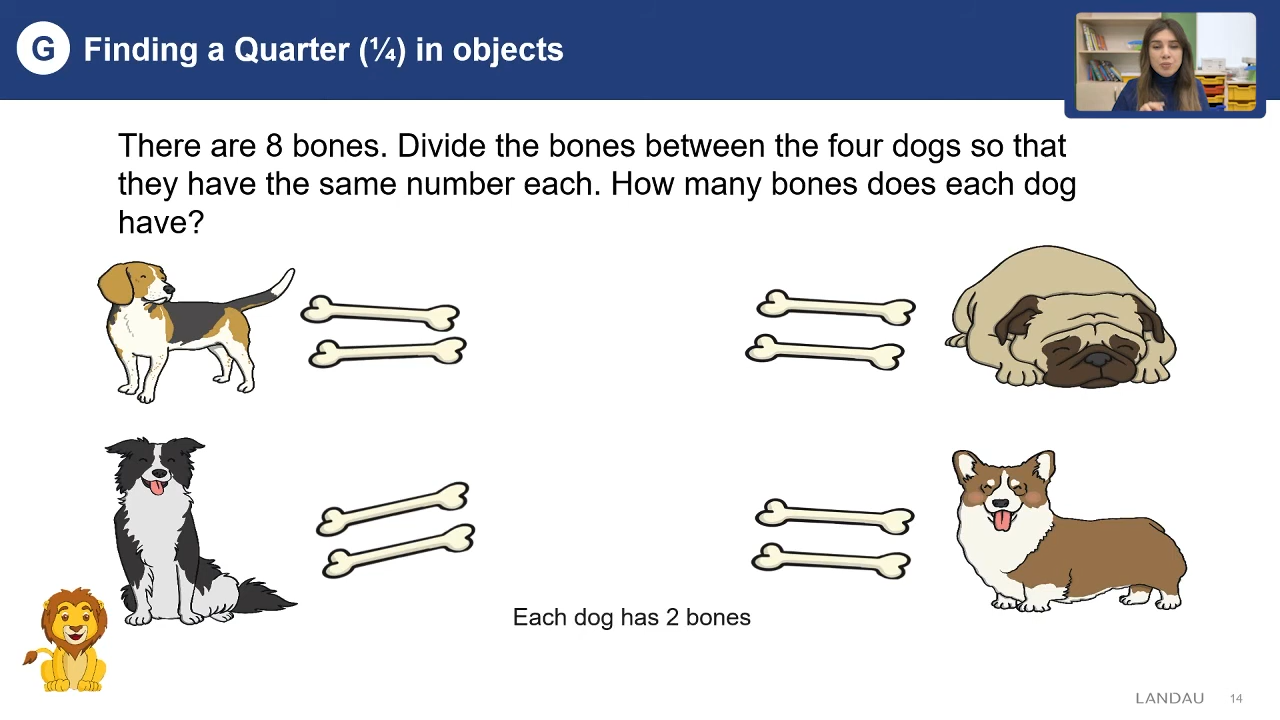 G
Finding a Quarter (¼) in objects
There are 8 bones. Divide the bones between the four dogs so that
they have the same number each. How many bones does each dog
have?
Each dog has 2 bones
LANDAU 14